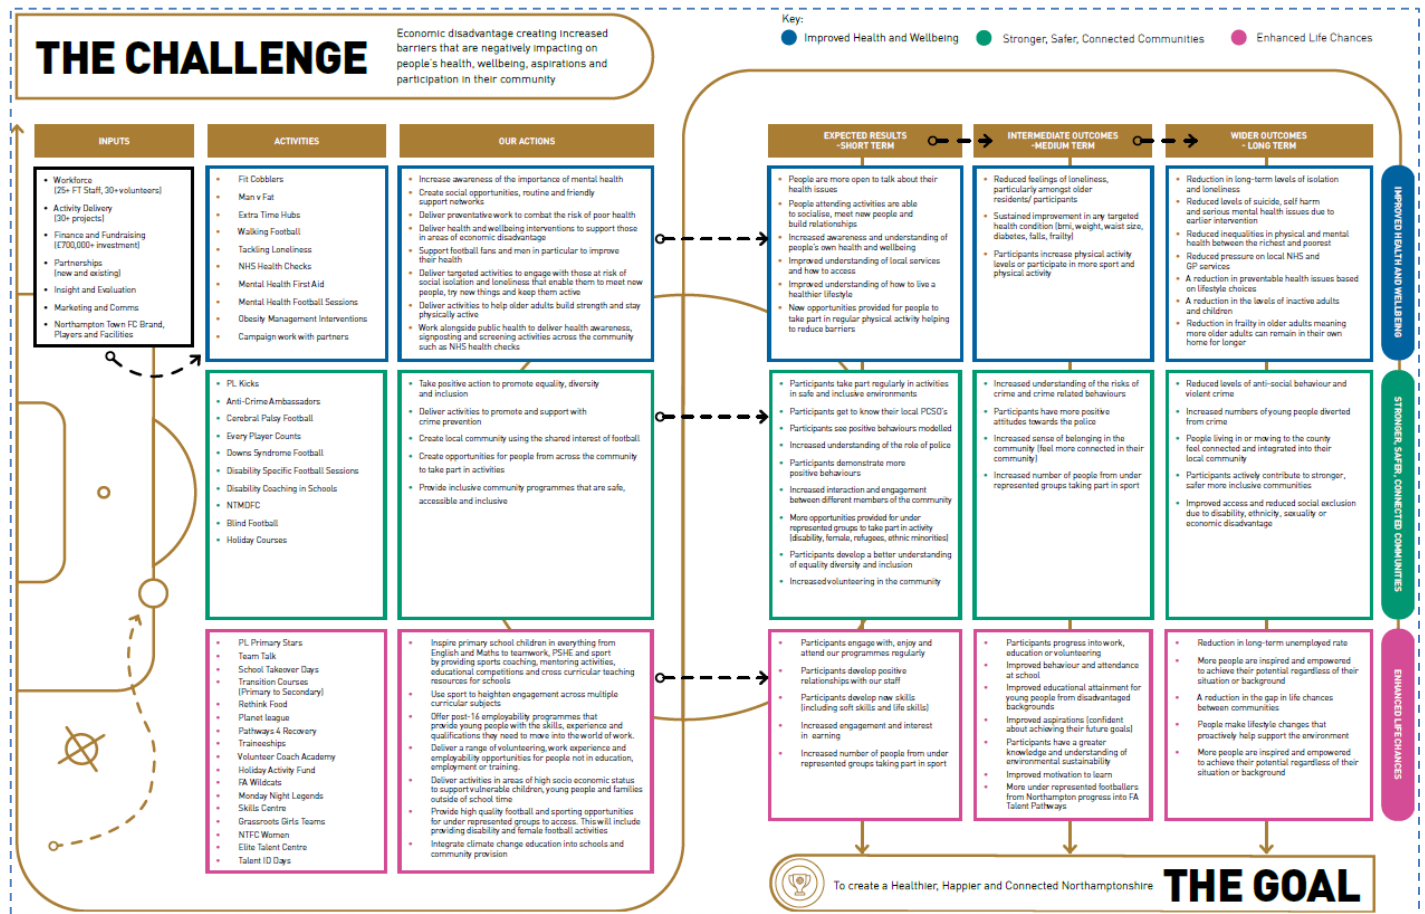 THE CHALLENGE
Economic disadvantage creating increased
barriers that are negatively impacting on
people's health, wellbeing, aspirations and
participation in their community
Key:
Improved Health and Wellbeing
Stronger, Safer, Connected Communities
Enhanced Life Chances
INPUTS
ACTIVITIES
OUR ACTIONS
EXPECTED RESULTS
-SHORT TERM
INTERMEDIATE OUTCOMES
-MEDIUM TERM
WIDER OUTCOMES
- LONG TERM
• Workforce
(25+ FT Staff, 30+volunteers)
• Activity Delivery
(30+ projects)
• Finance and Fundraising
(£700,000+ investment)
• Partnerships
(new and existing)
• Insight and Evaluation
• Marketing and Comms
• Northampton Town FC Brand,
Players and Facilities
• Fit Cobblers
• Man v Fat
• Extra Time Hubs
• Walking Football
• Tackling Loneliness
• NHS Health Checks
• Mental Health First Aid
• Mental Health Football Sessions
• Obesity Management Interventions
• Campaign work with partners
• Increase awareness of the importance of mental health
• Create social opportunities, routine and friendly
support networks
• Deliver preventative work to combat the risk of poor health
• Deliver health and wellbeing interventions to support those
in areas of economic disadvantage
• Support football fans and men in particular to improve
their health
• Deliver targeted activities to engage with those at risk of
social isolation and loneliness that enable them to meet new
people, try new things and keep them active
• Deliver activities to help older adults build strength and stay
physically active
• Work alongside public health to deliver health awareness,
signposting and screening activities across the community
such as NHS health checks
• People are more open to talk about their
health issues
• People attending activities are able
to socialise, meet new people and
build relationships
• Increased awareness and understanding of
people's own health and wellbeing
• Improved understanding of local services
and how to access
• Improved understanding of how to live a
healthier lifestyle
• New opportunities provided for people to
take part in regular physical activity helping
to reduce barriers
• Reduced feelings of loneliness,
particularly amongst older
residents/ participants
• Sustained improvement in any targeted
health condition (bmi, weight, waist size,
diabetes, falls, frailty)
• Participants increase physical activity
levels or participate in more sport and
physical activity
• Reduction in long-term levels of isolation
and loneliness
• Reduced levels of suicide, self harm
and serious mental health issues due to
earlier intervention
• Reduced inequalities in physical and mental
health between the richest and poorest
• Reduced pressure on local NHS and
GP services
• A reduction in preventable health issues based
on lifestyle choices
• A reduction in the levels of inactive adults
and children
• Reduction in frailty in older adults meaning
more older adults can remain in their own
home for longer
IMPROVED HEALTH AND WELLBEING
• PL Kicks
• Anti-Crime Ambassadors
• Cerebral Palsy Football
• Every Player Counts
• Downs Syndrome Football
• Disability Specific Football Sessions
• Disability Coaching in Schools
• NTMDFC
• Blind Football
• Holiday Courses
• Take positive action to promote equality, diversity
and inclusion
• Deliver activities to promote and support with
crime prevention
• Create local community using the shared interest of football
• Create opportunities for people from across the community
to take part in activities
• Provide inclusive community programmes that are safe,
accessible and inclusive
• Participants take part regularly in activities
in safe and inclusive environments
• Participants get to know their local PCSO's
• Participants see positive behaviours modelled
• Increased understanding of the role of police
• Participants demonstrate more
positive behaviours
• Increased interaction and engagement
between different members of the community
• More opportunities provided for under
represented groups to take part in activity
(disability, female, refugees, ethnic minorities)
• Participants develop a better understanding
of equality diversity and inclusion
• Increased volunteering in the community
• Increased understanding of the risks of
crime and crime related behaviours
• Participants have more positive
attitudes towards the police
• Increased sense of belonging in the
community (feel more connected in their
community)
• Increased number of people from under
represented groups taking part in sport
• Reduced levels of anti-social behaviour and
violent crime
• Increased numbers of young people diverted
from crime
• People living in or moving to the county
feel connected and integrated into their
local community
• Participants actively contribute to stronger,
safer more inclusive communities
• Improved access and reduced social exclusion
due to disability, ethnicity, sexuality or
economic disadvantage
STRONGER, SAFER, CONNECTED COMMUNITIES
• PL Primary Stars
• Team Talk
• School Takeover Days
• Transition Courses
(Primary to Secondary)
• Rethink Food
• Planet league
• Pathways 4 Recovery
• Traineeships
• Volunteer Coach Academy
• Holiday Activity Fund
• FA Wildcats
• Monday Night Legends
• Skills Centre
• Grassroots Girls Teams
• NTFC Women
• Elite Talent Centre
• Talent ID Days
• Inspire primary school children in everything from
English and Maths to teamwork, PSHE and sport
by providing sports coaching, mentoring activities,
educational competitions and cross curricular teaching
resources for schools
• Use sport to heighten engagement across multiple
curricular subjects
• Offer post-16 employability programmes that
provide young people with the skills, experience and
qualifications they need to move into the world of work.
• Deliver a range of volunteering, work experience and
employability opportunities for people not in education,
employment or training.
• Deliver activities in areas of high socio economic status
to support vulnerable children, young people and families
outside of school time
• Provide high quality football and sporting opportunities
for under represented groups to access. This will include
providing disability and female football activities
• Integrate climate change education into schools and
community provision
• Participants engage with, enjoy and
attend our programmes regularly
• Participants develop positive
relationships with our staff
• Participants develop new skills
(including soft skills and life skills)
• Increased engagement and interest
in earning
• Increased number of people from under
represented groups taking part in sport
• Participants progress into work,
education or volunteering
• Improved behaviour and attendance
at school
• Improved educational attainment for
young people from disadvantaged
backgrounds
• Improved aspirations (confident
about achieving their future goals)
• Participants have a greater
knowledge and understanding of
environmental sustainability
• Improved motivation to learn
• More under represented footballers
from Northampton progress into FA
Talent Pathways
• Reduction in long-term unemployed rate
• More people are inspired and empowered
to achieve their potential regardless of their
situation or background
• A reduction in the gap in life chances
between communities
• People make lifestyle changes that
proactively help support the environment
• More people are inspired and empowered
to achieve their potential regardless of their
situation or background
ENHANCED LIFE CHANCES
To create a Healthier, Happier and Connected Northamptonshire
THE GOAL